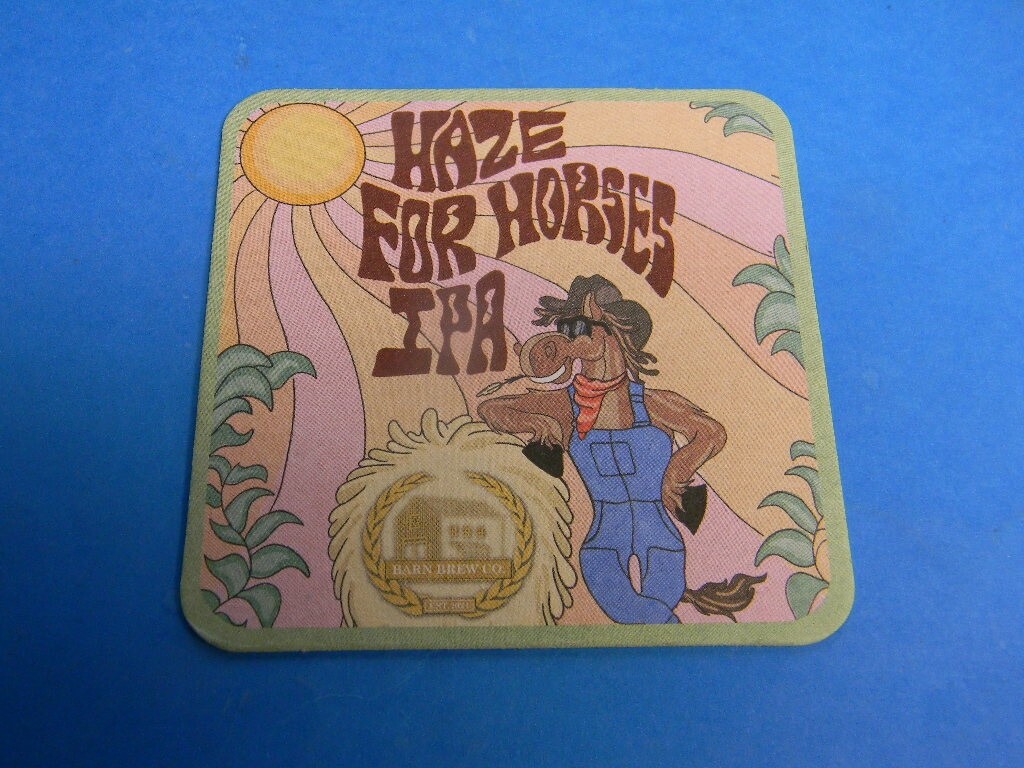 HAZE
FOR HORSES
IPA
BARN BREW CO.